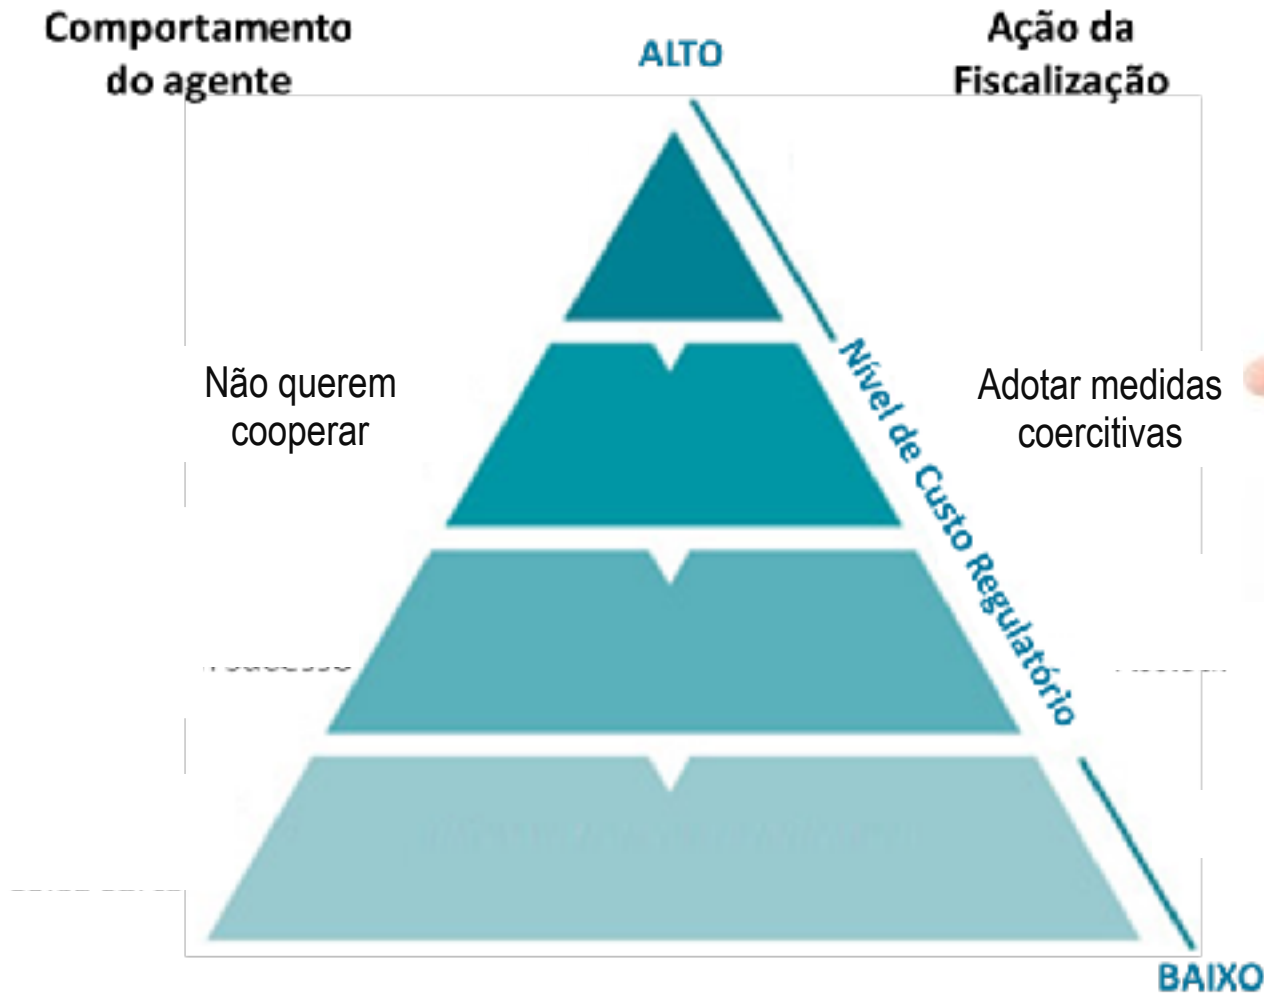 Comportamento
do agente
ALTO
Ação da
Fiscalização
Não querem
cooperar
Nível de Custo Regulatório
Adotar medidas
coercitivas
BAIXO